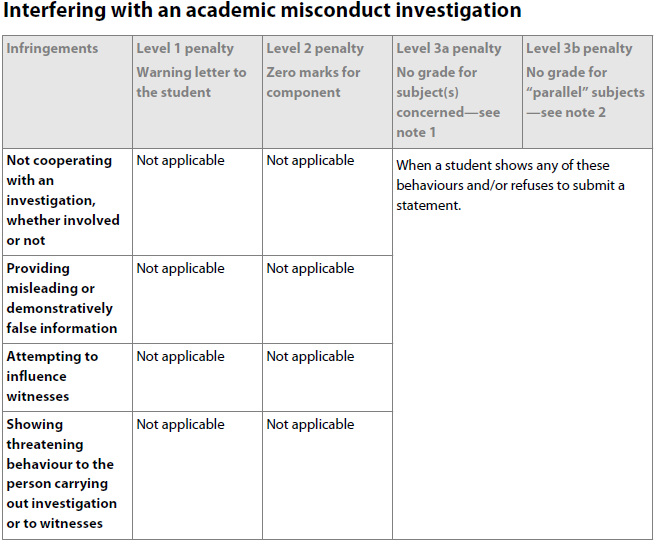 Interfering with an academic misconduct investigation
Infringements
Level 1 penalty
Warning letter to
the student
Level 2 penalty
Zero marks for
component
Level 3a penalty
No grade for
subject(s)
concerned—see
note 1
Level 3b penalty
No grade for
“parallel” subjects
—see note 2
Not cooperating
with an
investigation,
whether involved
or not
Not applicable
Not applicable
When a student shows any of these
behaviours and/or refuses to submit a
statement.
Providing
misleading or
demonstratively
false information
Not applicable
Not applicable
Attempting to
influence
witnesses
Not applicable
Not applicable
Showing
threatening
behaviour to the
person carrying
out investigation
or to witnesses
Not applicable
Not applicable